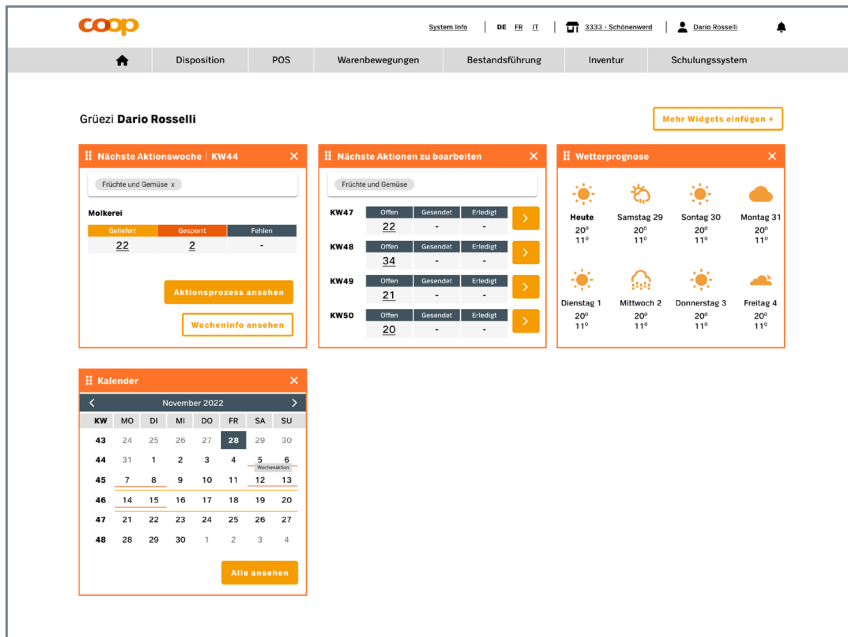 coop
System Info DE FR IT 3333 - Schönenwerd Dario Rosselli
Disposition POS Warenbewegungen Bestandsführung Inventur Schulungssystem
Grüezi Dario Rosselli
Mehr Widgets einfügen +
Nächste Aktionswoche | KW44 X
Früchte und Gemüse x
Molkerei
Geliefert Gesperrt Fehlen
22 2 -
Aktionsprozess ansehen
Wocheninfo ansehen
Nächste Aktionen zu bearbeiten X
Früchte und Gemüse
KW47 Offen Gesendet Erledigt
22 - -
KW48 Offen Gesendet Erledigt
34 - -
KW49 Offen Gesendet Erledigt
21 - -
KW50 Offen Gesendet Erledigt
20 - -
Wetterprognose X
Heute Samstag 29 Sontag 30 Montag 31
20° 20° 20° 20°
11° 11° 11° 11°
Dienstag 1 Mittwoch 2 Donnerstag 3 Freitag 4
20° 20° 20° 20°
11° 11° 11° 11°
Kalender X
November 2022
KW MO DI MI DO FR SA SU
43 24 25 26 27 28 29 30
44 31 1 2 3 4 5 6
Wochenaktion
45 7 8 9 10 11 12 13
46 14 15 16 17 18 19 20
47 21 22 23 24 25 26 27
48 28 29 30 1 2 3 4
Alle ansehen